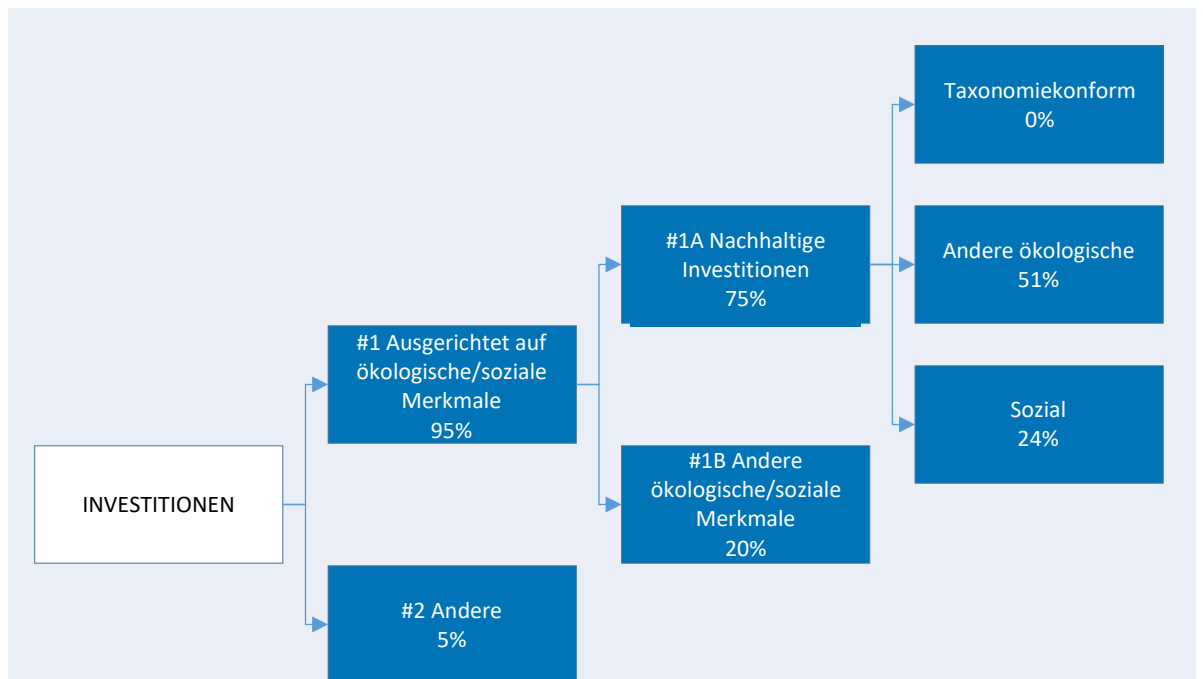 INVESTITIONEN
#1 Ausgerichtet auf
ökologische/soziale
Merkmale
95%
#2 Andere
5%
#1A Nachhaltige
Investitionen
75%
#1B Andere
ökologische/soziale
Merkmale
20%
Taxonomiekonform
0%
Andere ökologische
51%
Sozial
24%